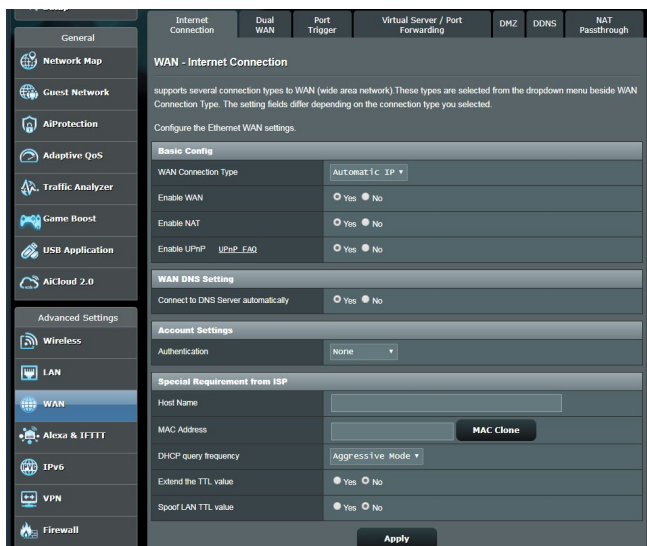 General
Network Map
Guest Network
AiProtection
Adaptive QoS
Traffic Analyzer
Game Boost
USB Application
AiCloud 2.0
Advanced Settings
Wireless
LAN
WAN
Alexa & IFTTT
IPv6
VPN
Firewall
Internet Connection
Dual WAN
Port Trigger
Virtual Server / Port Forwarding
DMZ
DDNS
NAT Passthrough
WAN - Internet Connection
supports several connection types to WAN (wide area network).These types are selected from the dropdown menu beside WAN
Connection Type. The setting fields differ depending on the connection type you selected.
Configure the Ethernet WAN settings.
Basic Config
WAN Connection Type Automatic IP
Enable WAN Yes No
Enable NAT Yes No
Enable UPnP UPnP FAQ Yes No
WAN DNS Setting
Connect to DNS Server automatically Yes No
Account Settings
Authentication None
Special Requirement from ISP
Host Name
MAC Address MAC Clone
DHCP query frequency Aggressive Mode
Extend the TTL value Yes No
Spoof LAN TTL value Yes No
Apply